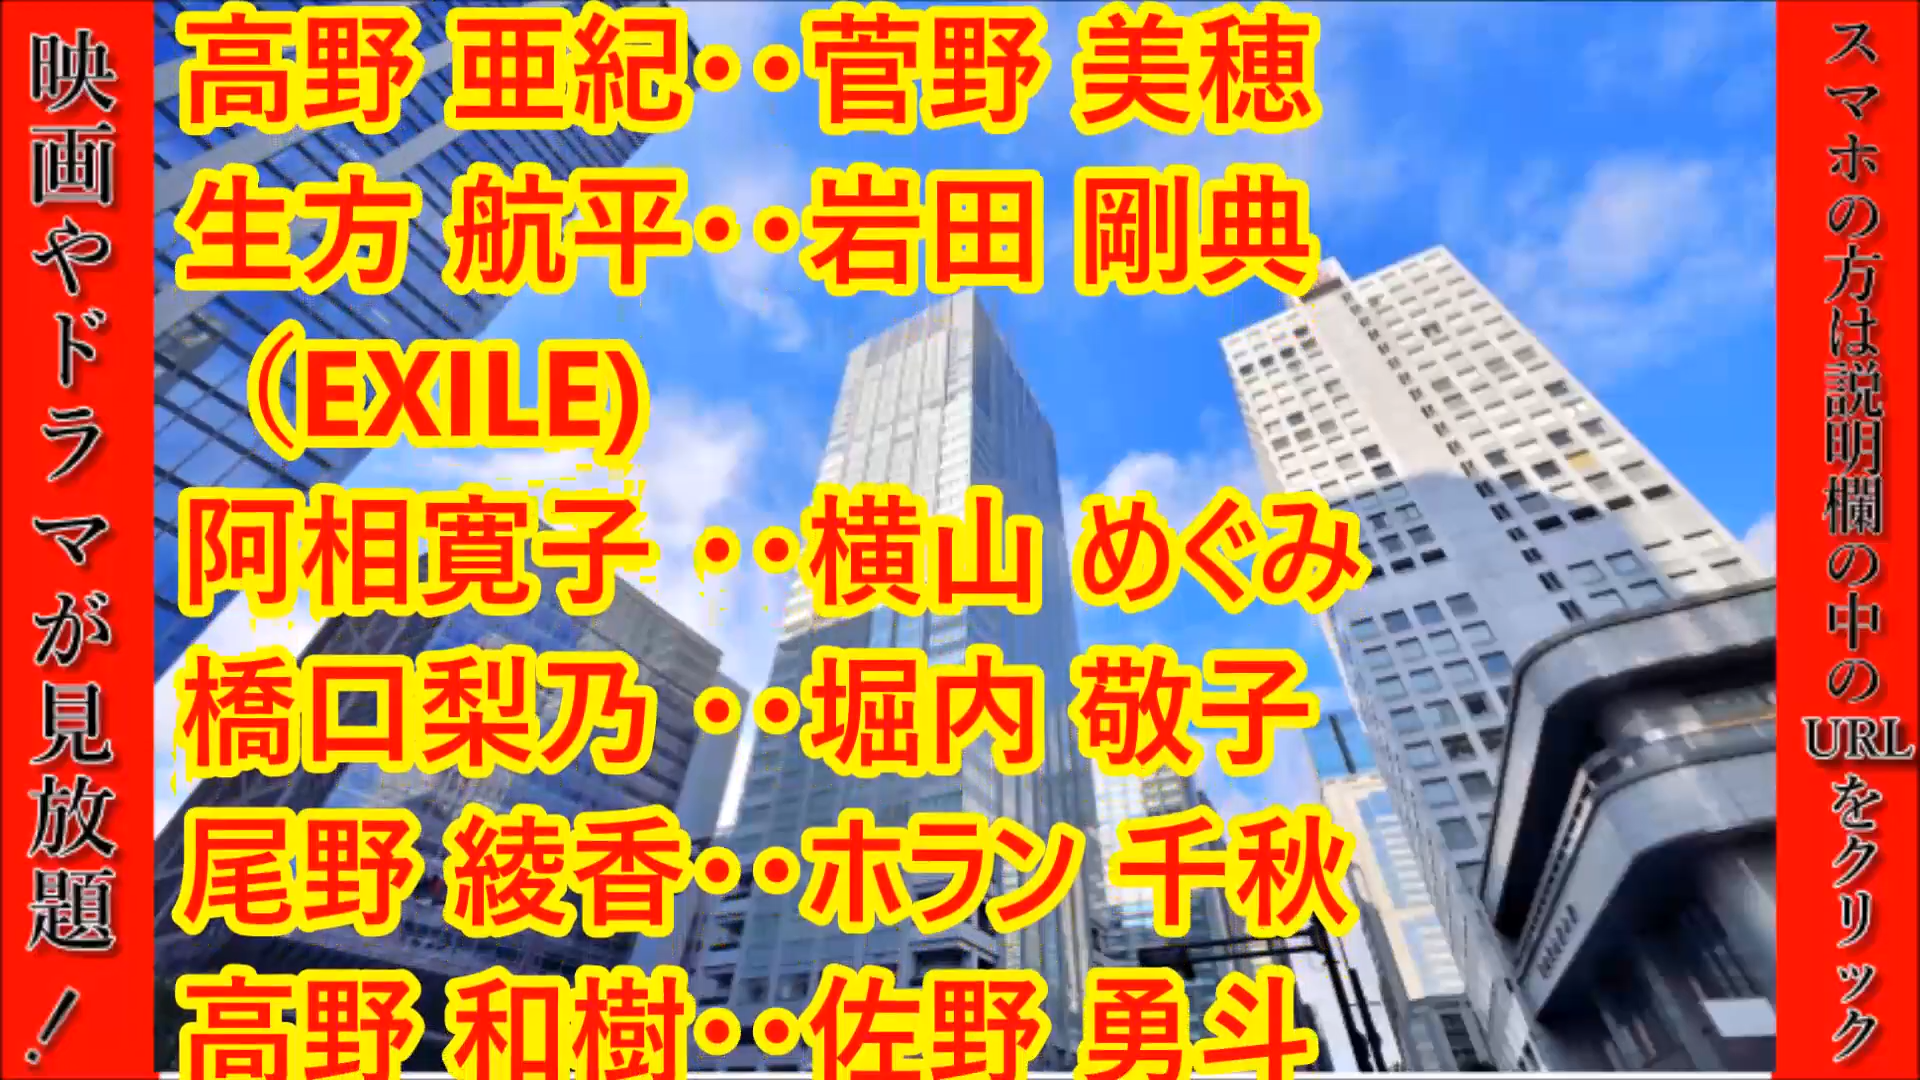 映画やドラマが見放題！
高野 亜紀・・菅野 美穂
生方 航平・・岩田 剛典
（EXILE)
阿相寛子 ・・横山 めぐみ
橋口梨乃 ・・堀内 敬子
尾野 綾香・・ホラン 千秋
高野 和樹・・佐野 勇斗
スマホの方は説明欄の中のURLをクリック